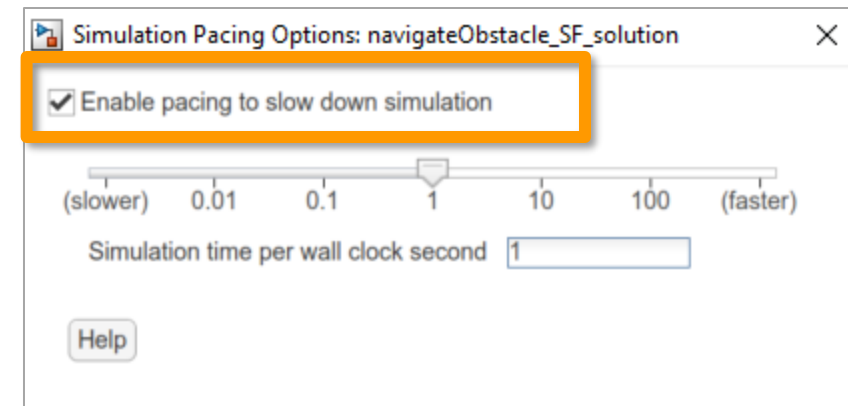 Simulation Pacing Options: navigateObstacle_SF_solution
Enable pacing to slow down simulation
(slower) 0.01 0.1 1 10 100 (faster)
Simulation time per wall clock second 1
Help